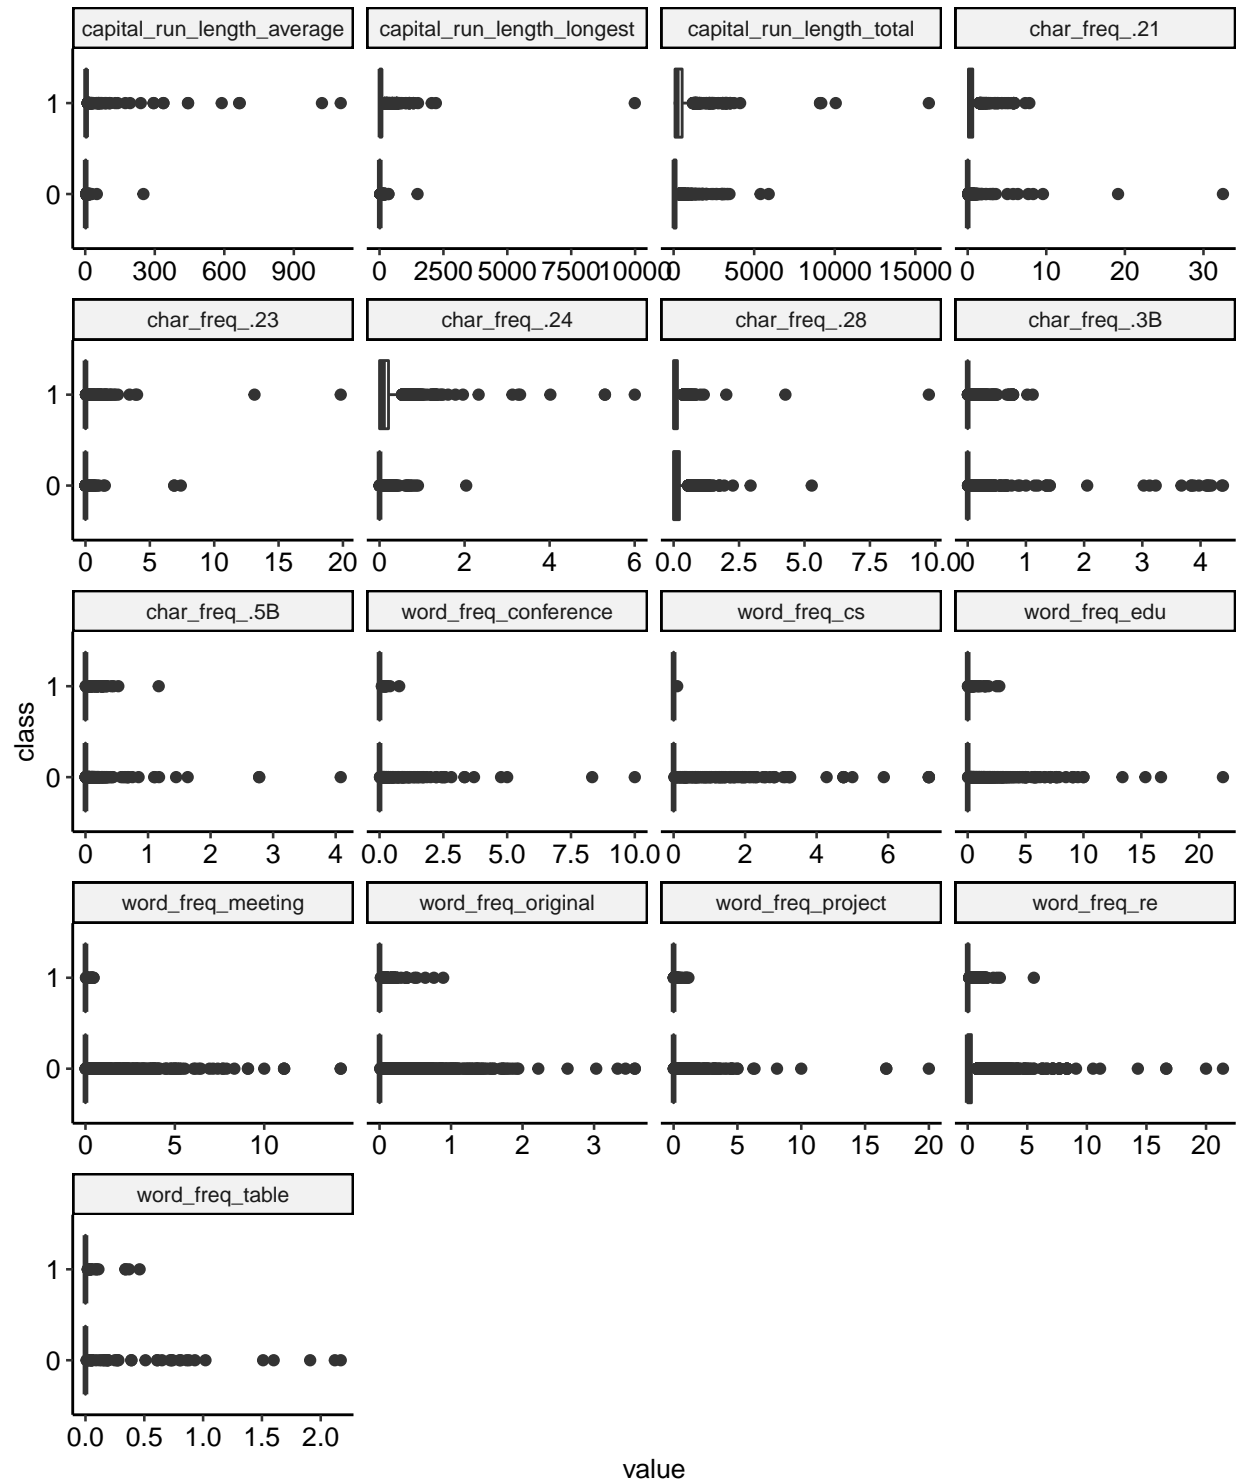 capital_run_length_average capital_run_length_longest capital_run_length_total char_freq_.21
1
0
0 300 600 900 0 2500 5000 7500 10000 0 5000 10000 15000 0 10 20 30
char_freq_.23 char_freq_.24 char_freq_.28 char_freq_.3B
1
0
0 5 10 15 20 0 2 4 6 0.0 2.5 5.0 7.5 10.0 0 1 2 3 4
char_freq_.5B word_freq_conference word_freq_cs word_freq_edu
1
class
0
0 1 2 3 4 0.0 2.5 5.0 7.5 10.0 0 2 4 6 0 5 10 15 20
word_freq_meeting word_freq_original word_freq_project word_freq_re
1
0
0 5 10 0 1 2 3 0 5 10 15 20 0 5 10 15 20
word_freq_table
1
0
0.0 0.5 1.0 1.5 2.0
value